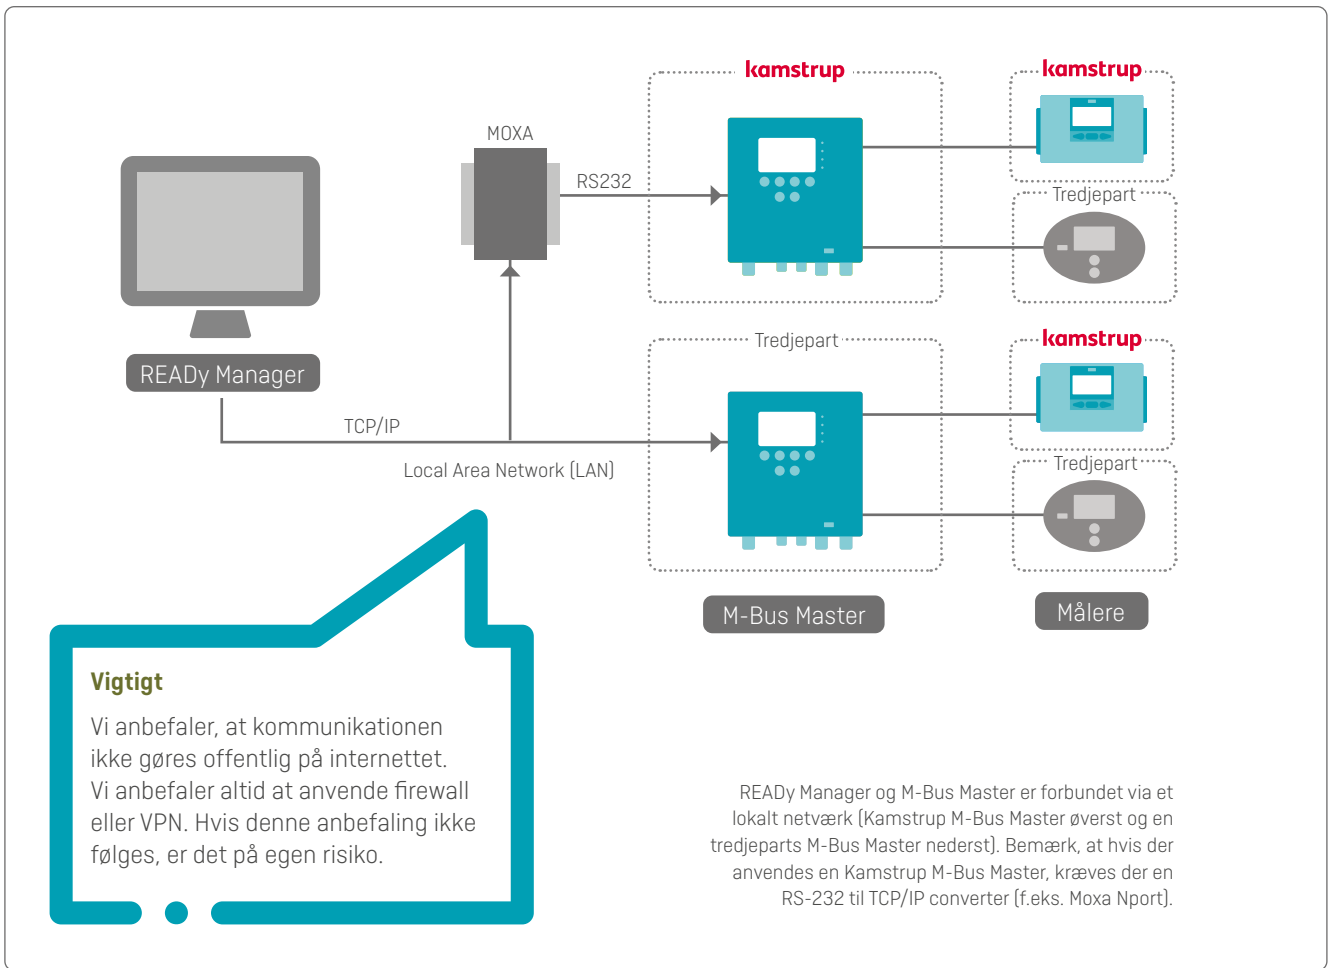 kamstrup
kamstrup
MOXA
RS232
Tredjepart
READy Manager
TCP/IP
Local Area Network (LAN)
Tredjepart
kamstrup
Tredjepart
M-Bus Master
Målere
Vigtigt
Vi anbefaler, at kommunikationen
ikke gøres offentlig på internettet.
Vi anbefaler altid at anvende firewall
eller VPN. Hvis denne anbefaling ikke
følges, er det på egen risiko.
READy Manager og M-Bus Master er forbundet via et
lokalt netværk (Kamstrup M-Bus Master øverst og en
tredjeparts M-Bus Master nederst). Bemærk, at hvis der
anvendes en Kamstrup M-Bus Master, kræves der en
RS-232 til TCP/IP converter (f.eks. Moxa Nport).